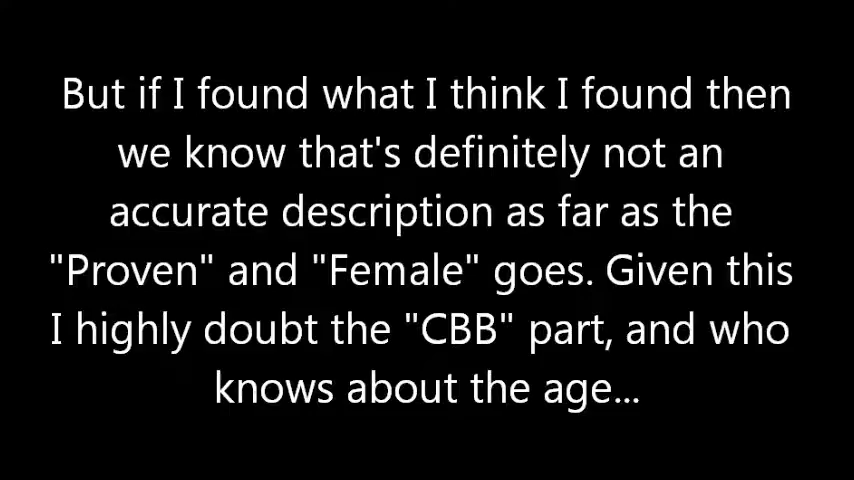 But if I found what I think I found then
we know that's definitely not an
accurate description as far as the
"Proven" and "Female" goes. Given this
I highly doubt the "CBB" part, and who
knows about the age...